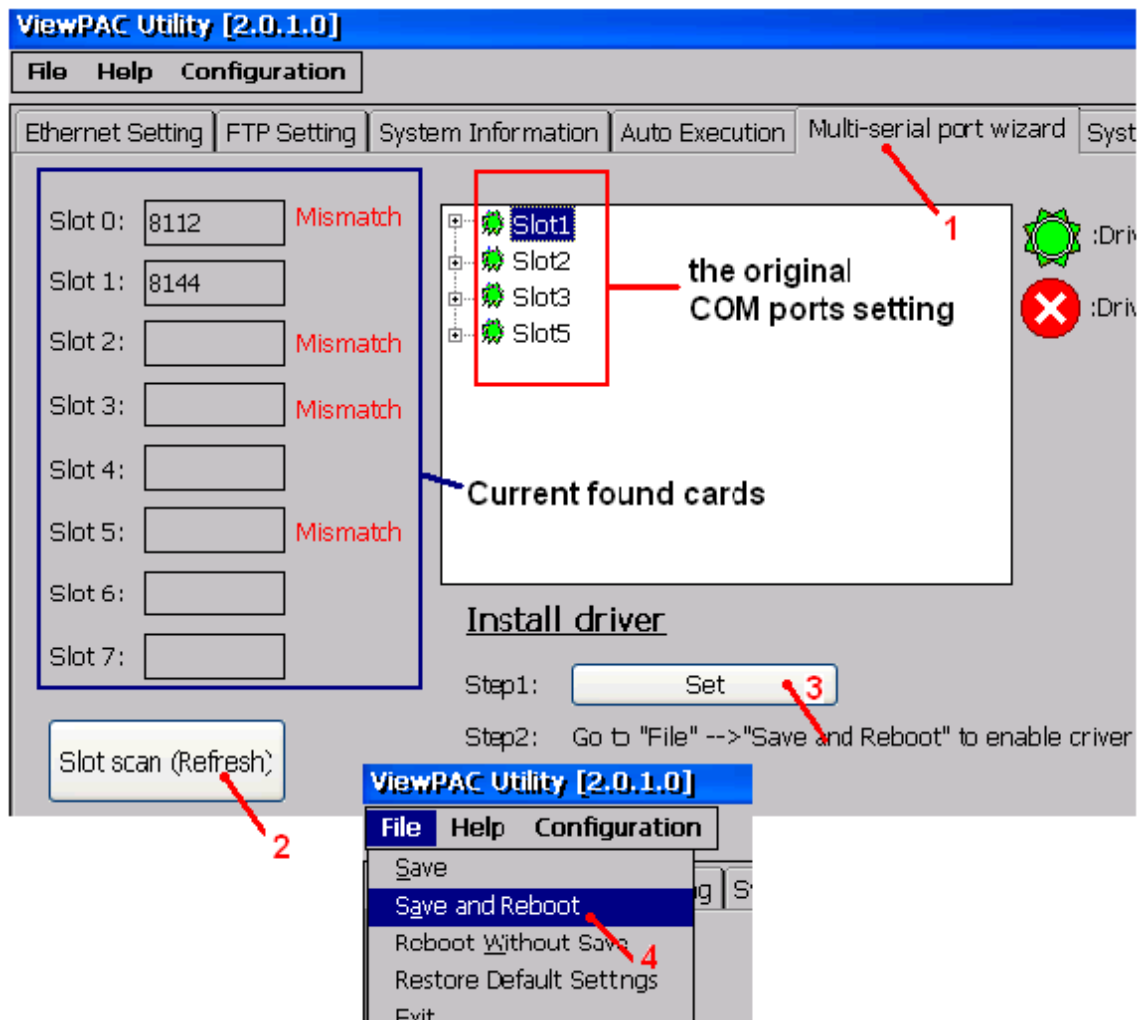 ViewPAC Utility [2.0.1.0]
File Help Configuration
Ethernet Setting FTP Setting System Information Auto Execution Multi-serial port wizard Syst
Slot 0: 8112 Mismatch
Slot 1: 8144
Slot 2: Mismatch
Slot 3: Mismatch
Slot 4:
Slot 5: Mismatch
Slot 6:
Slot 7:
Slot scan (Refresh)
2
Slot1
Slot2
Slot3
Slot5
the original
COM ports setting
1
:Driv
:Driv
Current found cards
Install driver
Step1: Set 3
Step2: Go to "File" -->"Save and Reboot" to enable driver
ViewPAC Utility [2.0.1.0]
File Help Configuration
Save
g S
Save and Reboot
Reboot Without Save
4
Restore Default Settngs
Exit